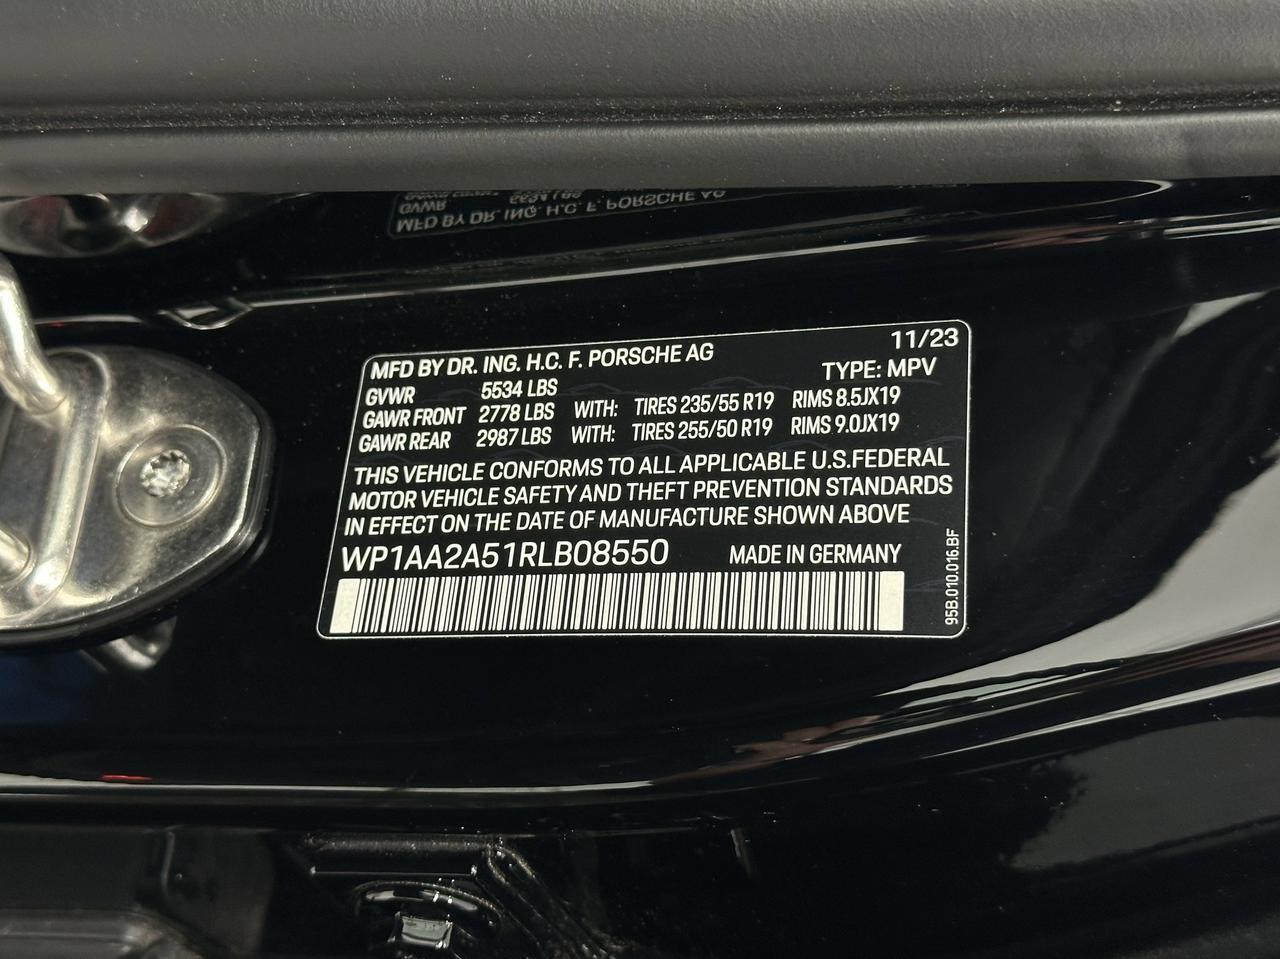 MFD BY DR. ING. H.C. F. PORSCHE AG 11/23
TYPE: MPV
GVWR 5534 LBS
GAWR FRONT 2778 LBS WITH: TIRES 235/55 R19 RIMS 8.5JX19
GAWR REAR 2987 LBS WITH: TIRES 255/50 R19 RIMS 9.0JX19
THIS VEHICLE CONFORMS TO ALL APPLICABLE U.S.FEDERAL
MOTOR VEHICLE SAFETY AND THEFT PREVENTION STANDARDS
IN EFFECT ON THE DATE OF MANUFACTURE SHOWN ABOVE
WP1AA2A51RLB08550 MADE IN GERMANY
95B.010.016.BF